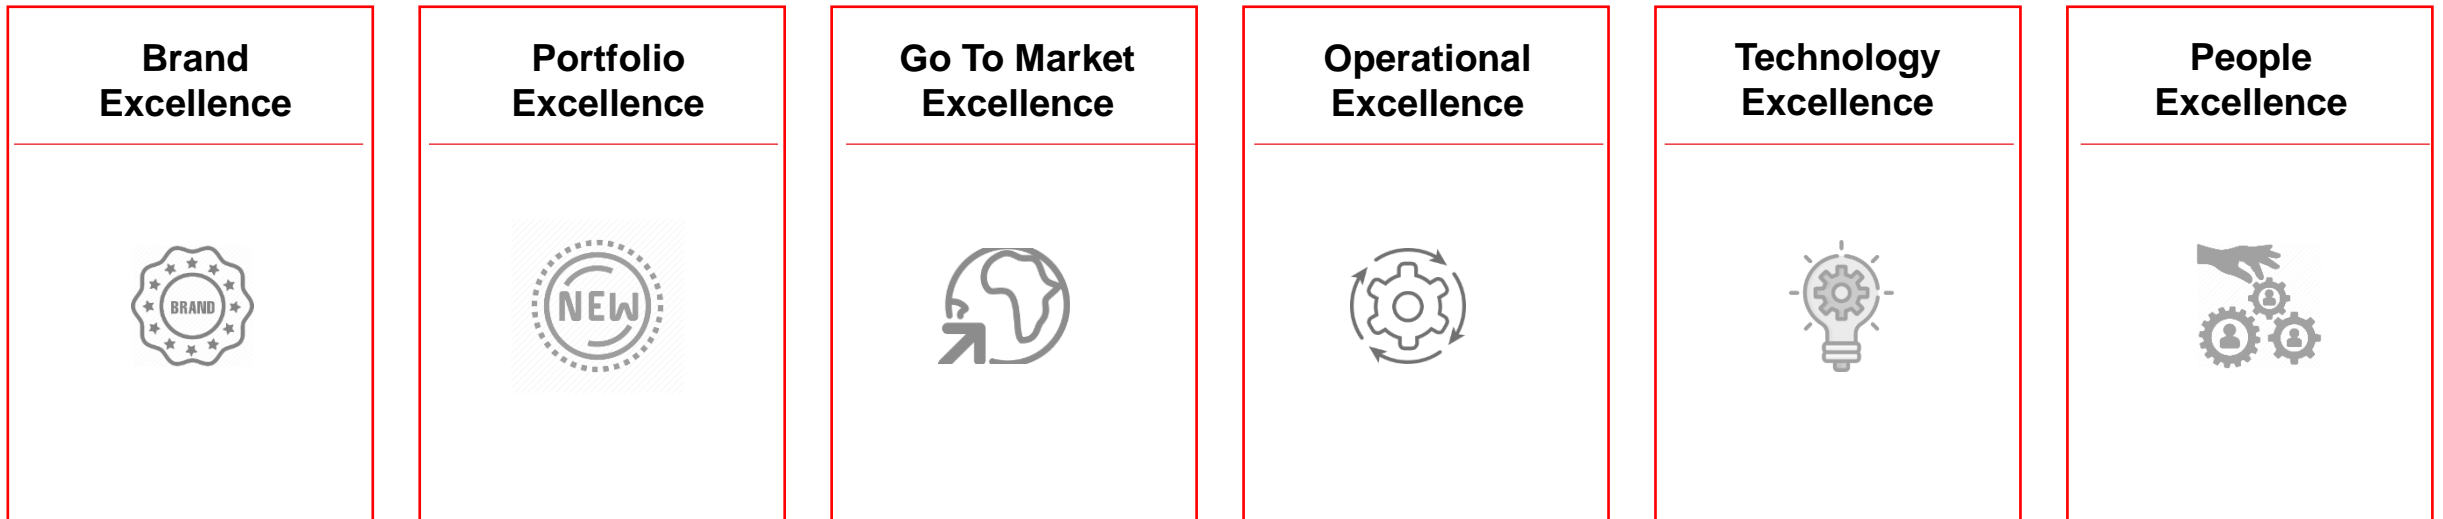 Brand
Excellence
Portfolio
Excellence
Go To Market
Excellence
Operational
Excellence
Technology
Excellence
People
Excellence
BRAND
NEW